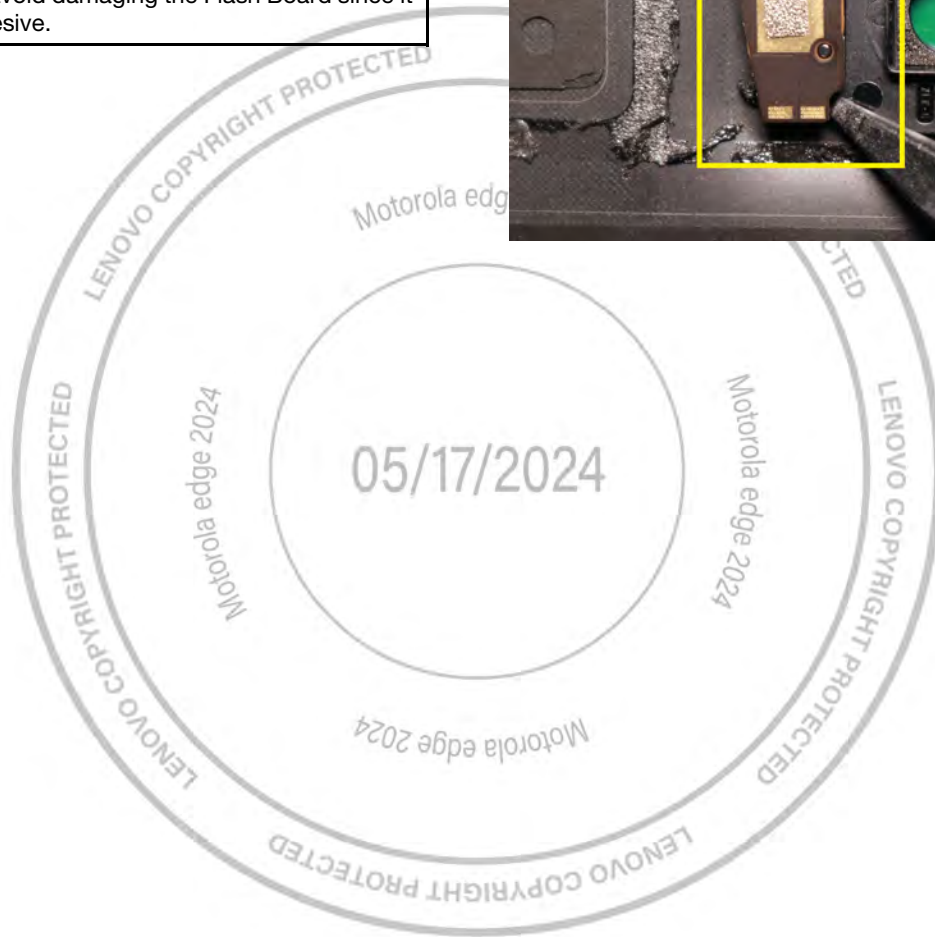 void damaging the Flash Board since it
esive.
LENOVO COPYRIGHT PROTECTED
Motorola edg
CTED
Motorola edge 2024
05/17/2024
Motorola edge 2024
LENOVO COPYRIGHT PROTECTED
LENOVO COPYRIGHT PROTECTED
Motorola edge 2024
LENOVO COPYRIGHT PROTECTED